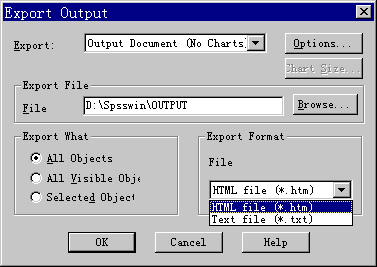 Export Output
Export:
Output Document (No Charts
Options...
Chart Size...
Export File
File
D:\Spsswin\OUTPUT
Browse...
Export What
All Objects
All Visible Obje
Selected Object
Export Format
File
HTML file (*.htm)
HTML file (*.htm)
Text file (*.txt)
OK
Cancel
Help